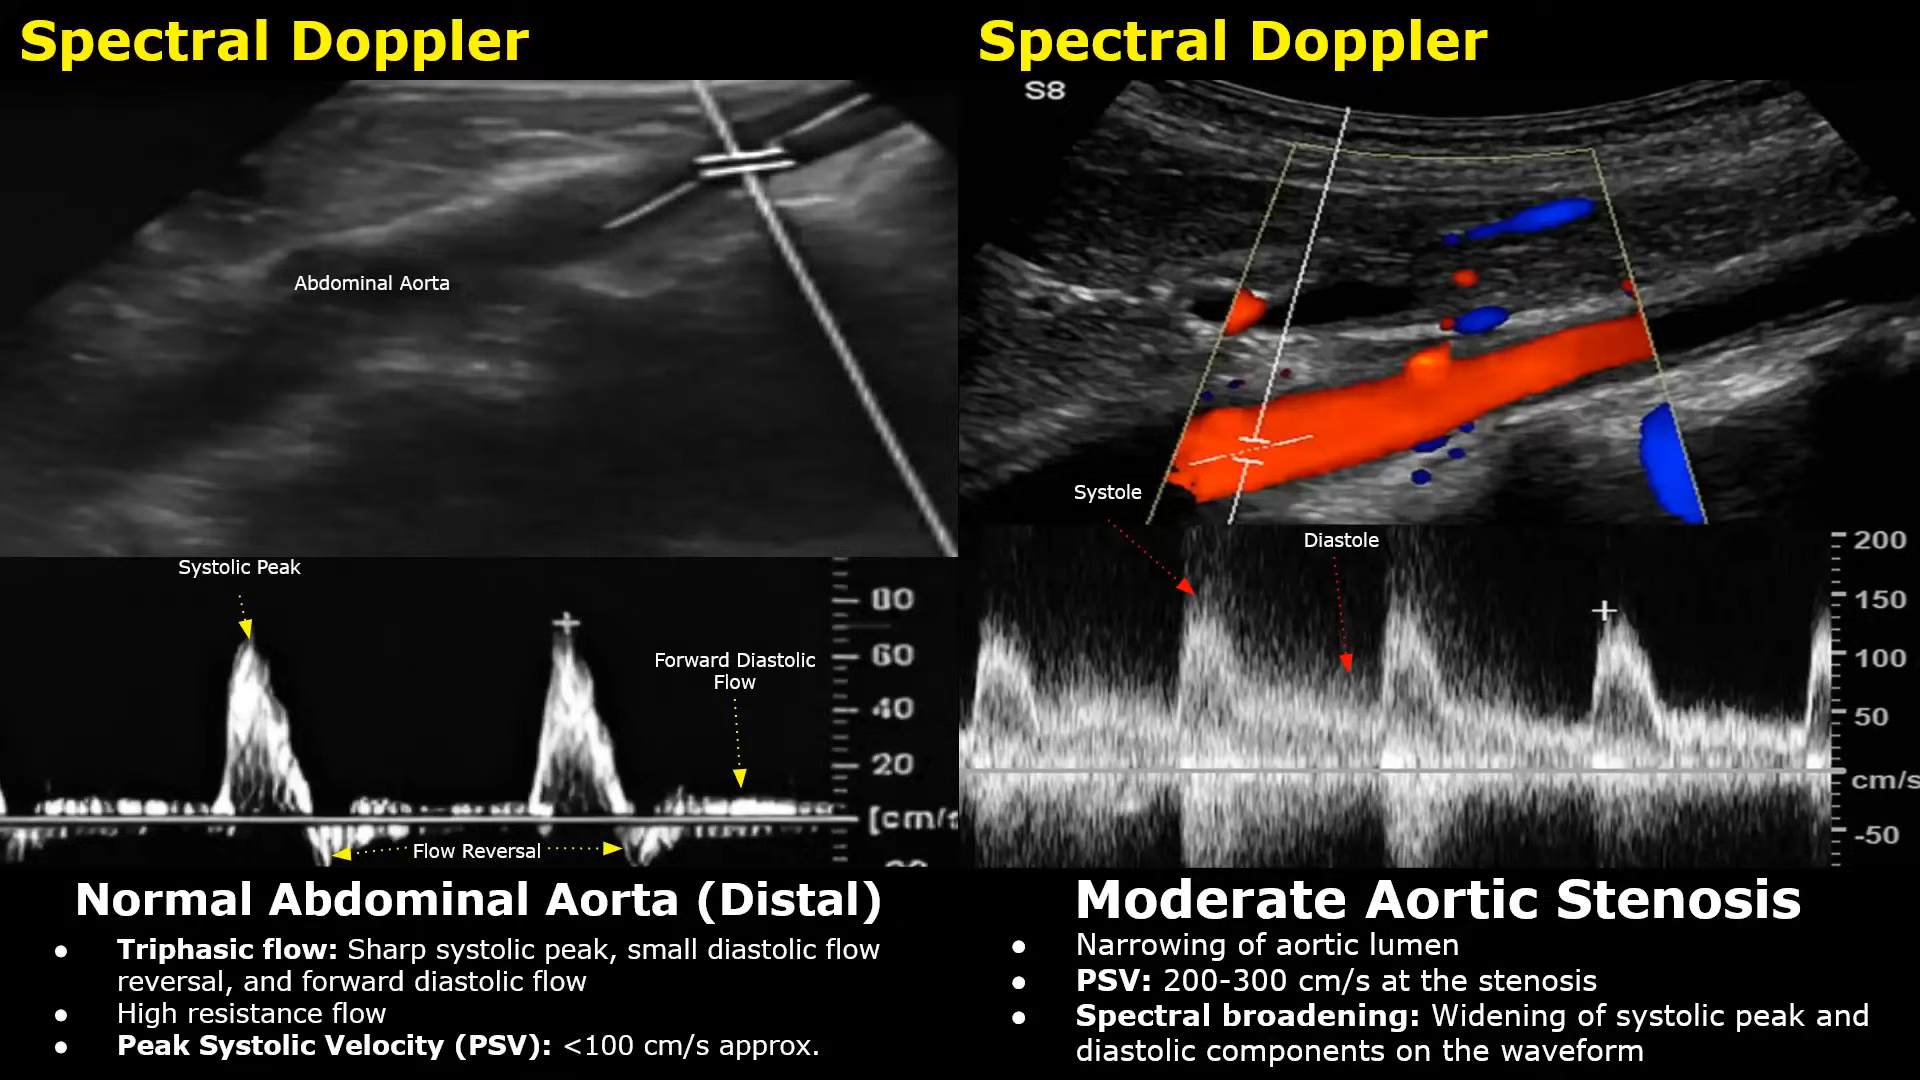 Spectral Doppler
Abdominal Aorta
Systolic Peak
Forward Diastolic
Flow
Flow Reversal
80
60
40
20
[cm/s
Normal Abdominal Aorta (Distal)
● Triphasic flow: Sharp systolic peak, small diastolic flow
reversal, and forward diastolic flow
● High resistance flow
● Peak Systolic Velocity (PSV): <100 cm/s approx.
Spectral Doppler
S8
Systole
Diastole
200
150
100
50
cm/s
-50
Moderate Aortic Stenosis
● Narrowing of aortic lumen
● PSV: 200-300 cm/s at the stenosis
● Spectral broadening: Widening of systolic peak and
diastolic components on the waveform